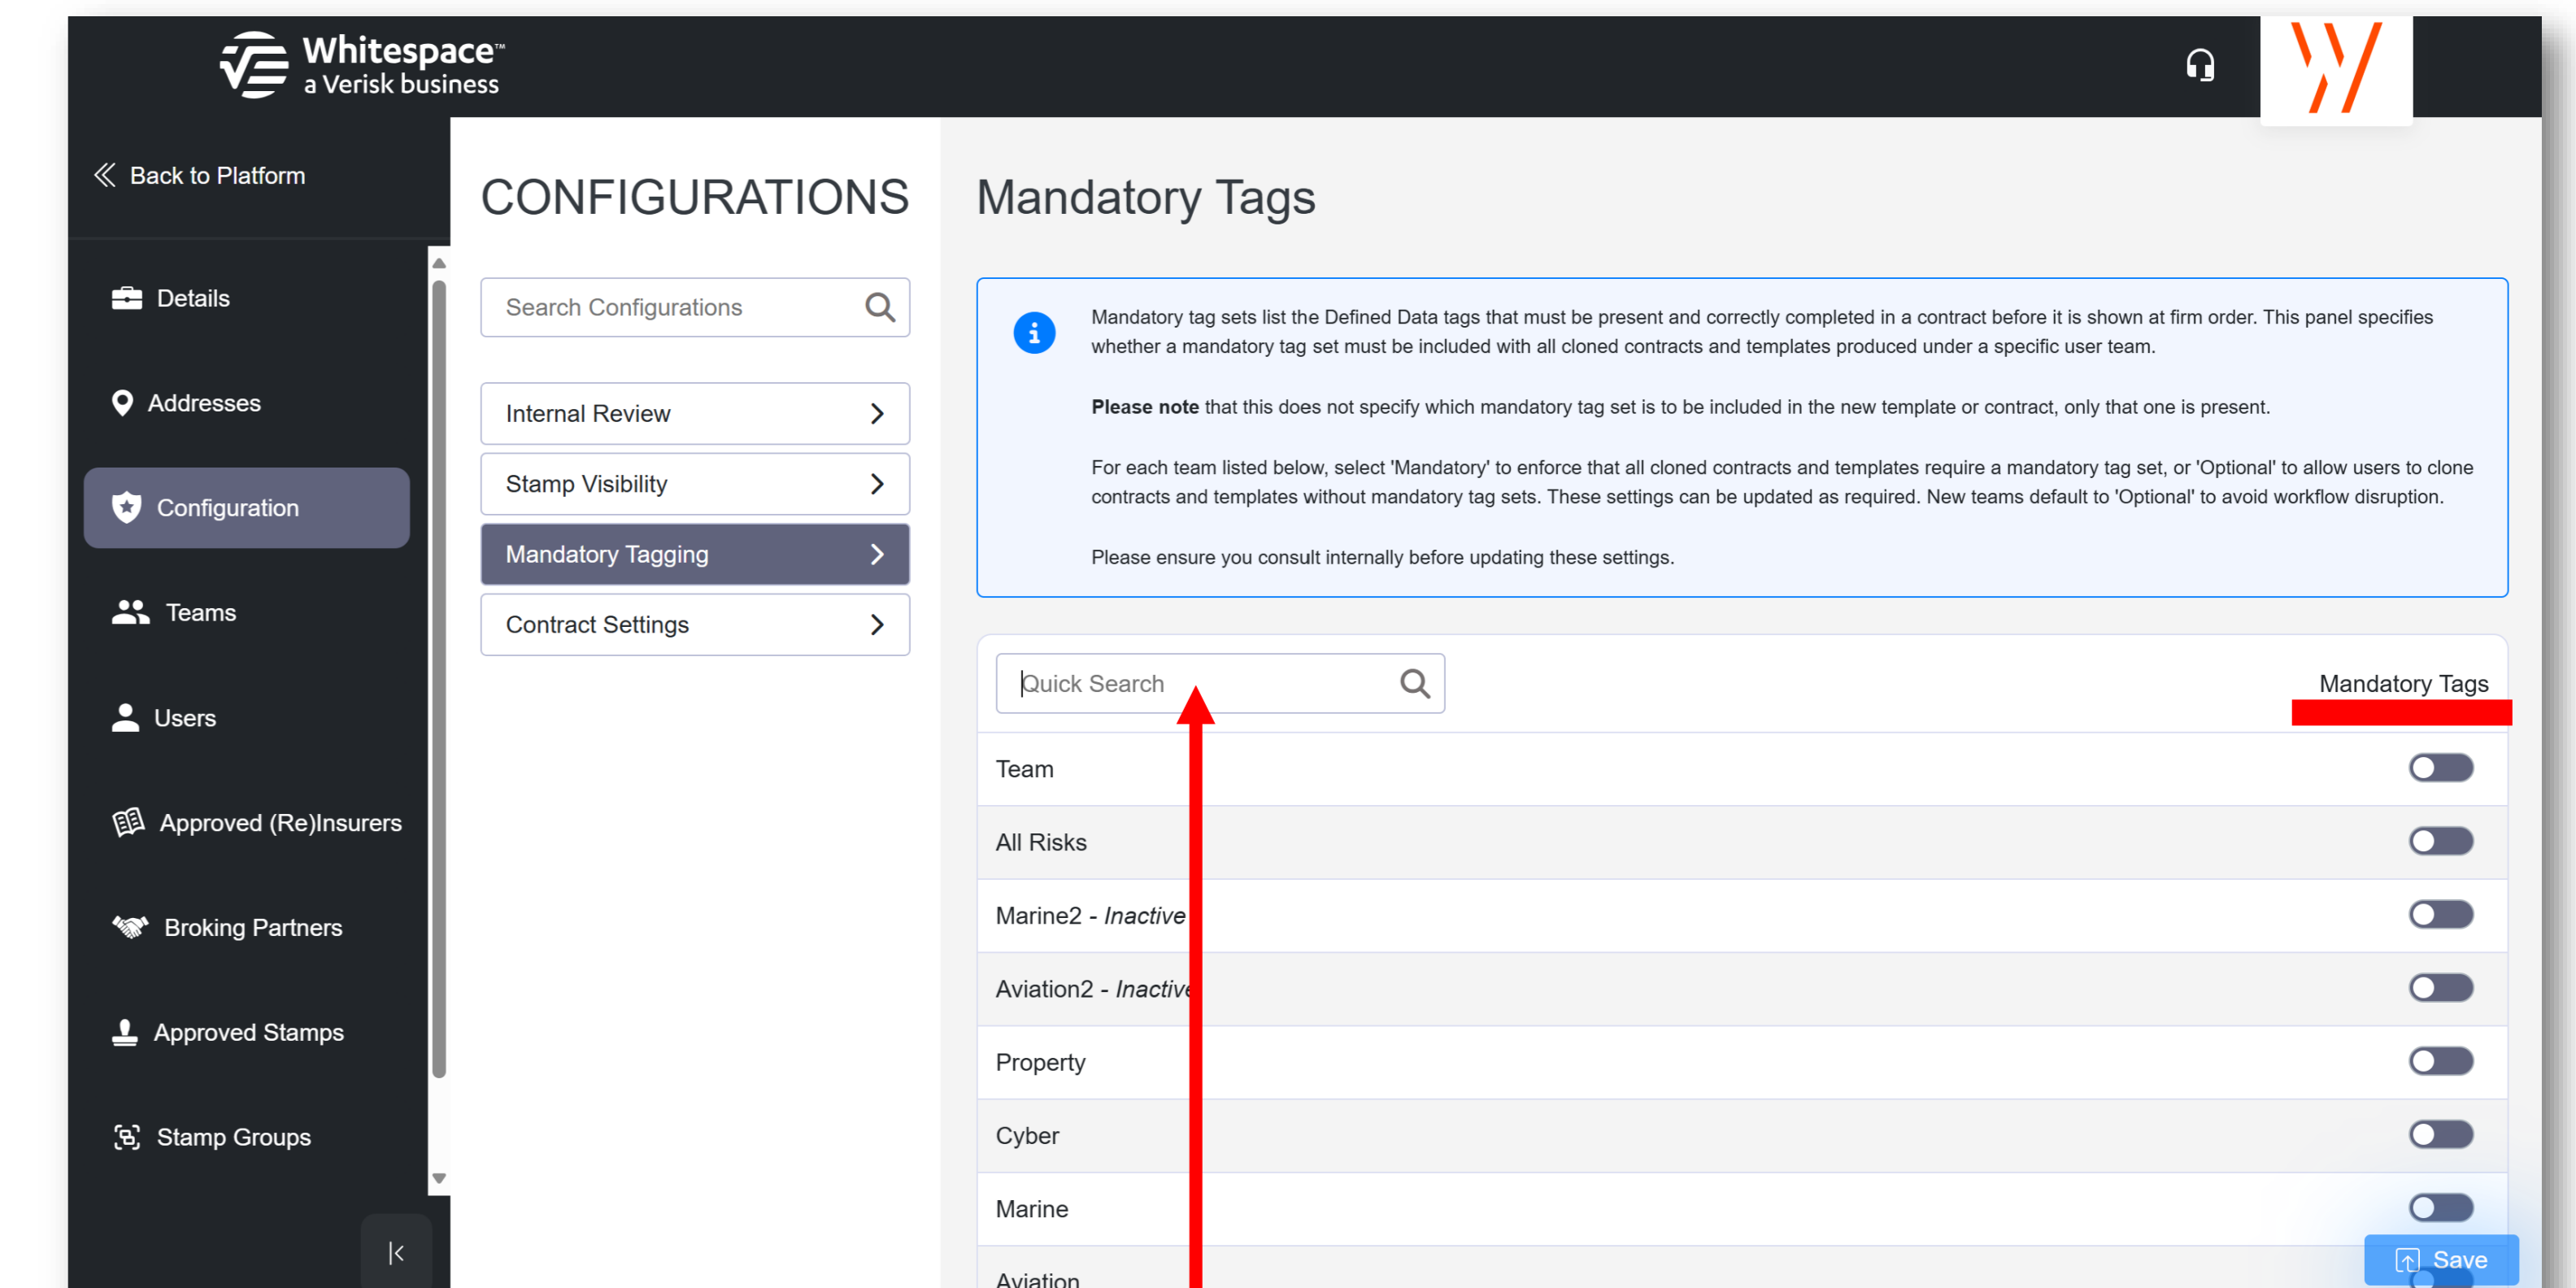 Whitespace™
a Verisk business
Back to Platform
Details
Addresses
Configuration
Teams
Users
Approved (Re)Insurers
Broking Partners
Approved Stamps
Stamp Groups
CONFIGURATIONS
Search Configurations
Internal Review
Stamp Visibility
Mandatory Tagging
Contract Settings
Mandatory Tags
Mandatory tag sets list the Defined Data tags that must be present and correctly completed in a contract before it is shown at firm order. This panel specifies
whether a mandatory tag set must be included with all cloned contracts and templates produced under a specific user team.
Please note that this does not specify which mandatory tag set is to be included in the new template or contract, only that one is present.
For each team listed below, select 'Mandatory' to enforce that all cloned contracts and templates require a mandatory tag set, or 'Optional' to allow users to clone
contracts and templates without mandatory tag sets. These settings can be updated as required. New teams default to 'Optional' to avoid workflow disruption.
Please ensure you consult internally before updating these settings.
Quick Search
Mandatory Tags
Team
All Risks
Marine2 - Inactive
Aviation2 - Inactive
Property
Cyber
Marine
Aviation
Save